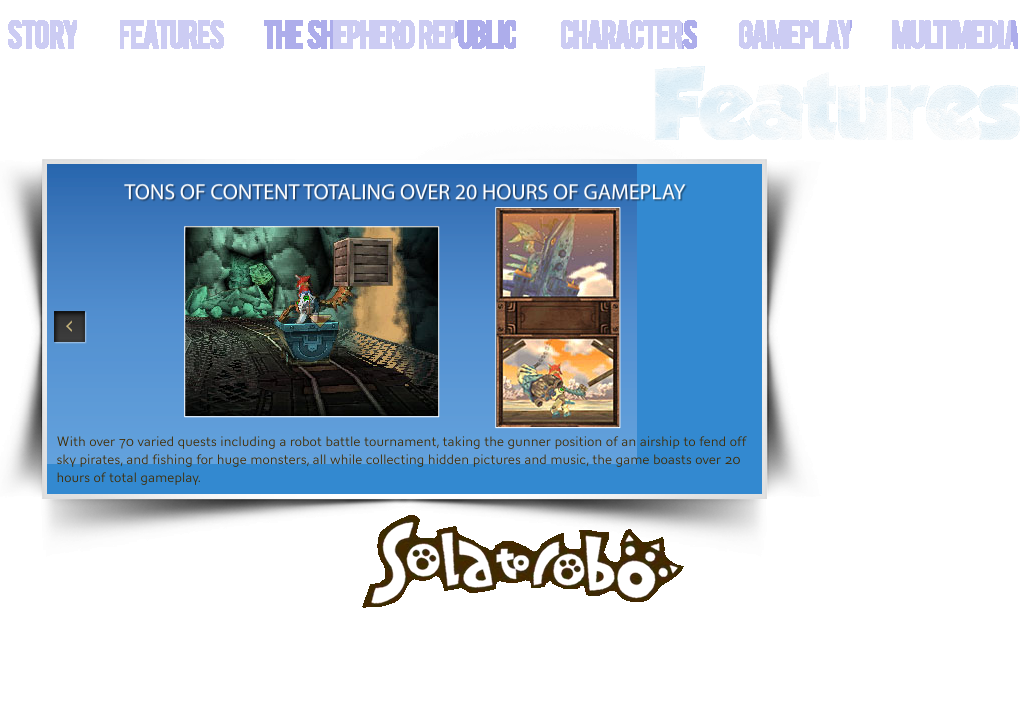 STORY FEATURES THE SHEPHERD REPUBLIC CHARACTERS GAMEPLAY MULTIMEDIA
Features
TONS OF CONTENT TOTALING OVER 20 HOURS OF GAMEPLAY
With over 70 varied quests including a robot battle tournament, taking the gunner position of an airship to fend off
sky pirates, and fishing for huge monsters, all while collecting hidden pictures and music, the game boasts over 20
hours of total gameplay.
Solatorobo